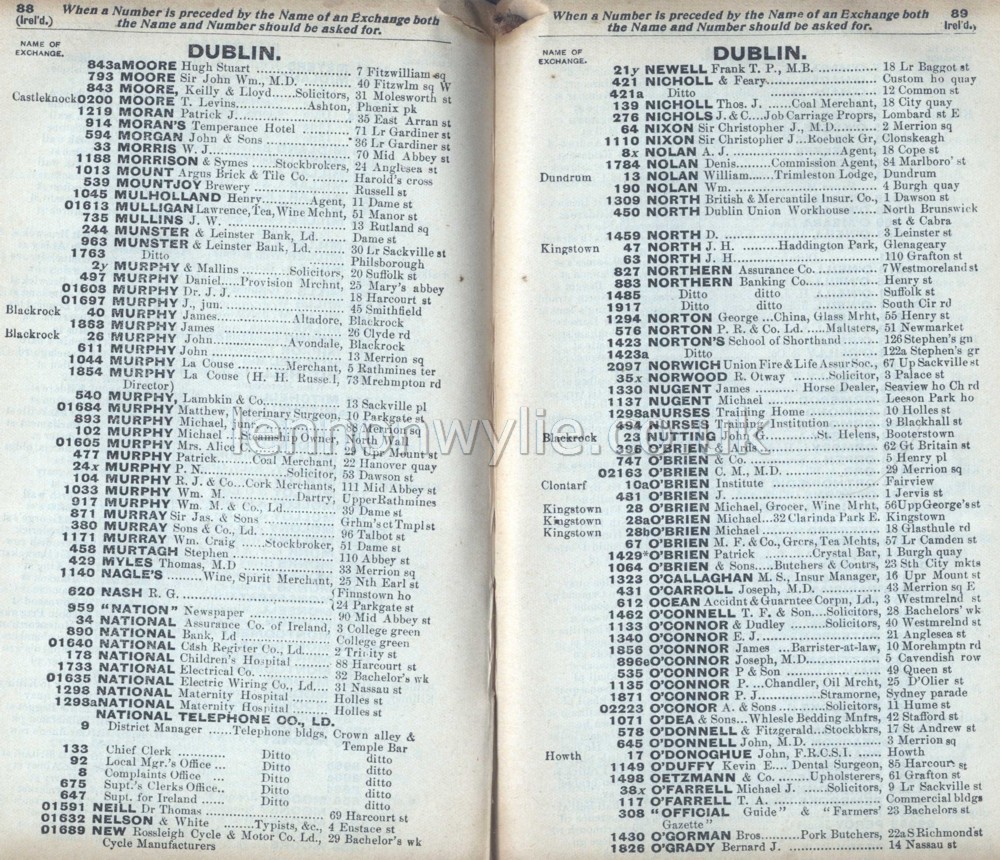 88
(Irel'd.)
When a Number is preceded by the Name of an Exchange both
the Name and Number should be asked for.
NAME OF
EXCHANGE.
DUBLIN.
843a MOORE Hugh Stuart ........ 7 Fitzwilliam sq
793 MOORE Sir John Wm., M.D. ........ 40 Fitzwlm sq W
843 MOORE, Keilly & Lloyd......Solicitors, 31 Molesworth st
Castleknock 0200 MOORE T. Levins............Ashton, Phœnix pk
1219 MORAN Patrick J........ 35 East Arran st
914 MORAN'S Temperance Hotel ........ 71 Lr Gardiner st
594 MORGAN John & Sons ........ 36 Lr Gardiner st
33 MORRIS W. J........ 70 Mid Abbey st
1188 MORRISON & Symes ......Stockbrokers, 24 Anglesea st
1013 MOUNT Argus Brick & Tile Co. ........ Harold's cross
539 MOUNTJOY Brewery ........ Russell st
1045 MULHOLLAND Henry............Agent, 11 Dame st
01613 MULLIGAN Lawrence, Tea, Wine Mchnt, 51 Manor st
735 MULLINS J. W. ........ 13 Rutland sq
244 MUNSTER & Leinster Bank, Ld. ...... Dame st
963 MUNSTER & Leinster Bank, Ld. ...... 30 Lr Sackville st
1763 Ditto ........ Philsborough
2y MURPHY & Mallins ............Solicitors, 20 Suffolk st
497 MURPHY Daniel.....Provision Mrchnt, 25 Mary's abbey
01608 MURPHY Dr. J. J. ........ 18 Harcourt st
01697 MURPHY J., jun. ........ 45 Smithfield
Blackrock 40 MURPHY James............Altadore, Blackrock
1858 MURPHY James ........ 26 Clyde rd
Blackrock 26 MURPHY John............Avondale, Blackrock
611 MURPHY John ........ 13 Merrion sq
1044 MURPHY La Couse ............Merchant, 5 Rathmines ter
1854 MURPHY La Couse (H. H. Russel, 73 Mrehmpton rd
Director)
540 MURPHY, Lambkin & Co......... 13 Sackville pl
01684 MURPHY Matthew, Veterinary Surgeon, 10 Parkgate st
893 MURPHY Michael, 8 Merrion sq
102 MURPHY Michael Steamship Owner, North Wall
01605 MURPHY Mrs. Alice Upr Mount st
477 MURPHY Patrick......Coal Merchant, 22 Hanover quay
24x MURPHY P. N. ............Solicitor, 53 Dawson st
104 MURPHY R. J. & Co...Cork Merchants, 111 Mid Abbey st
1033 MURPHY Wm. M. ............Dartry, Upper Rathmines
917 MURPHY Wm. M. & Co., Ld. ........ 39 Dame st
871 MURRAY Sir Jas. & Sons ........ Grhm's ct Tmpl st
380 MURRAY Sons & Co., Ld. ........ 96 Talbot st
1171 MURRAY Wm. Craig ......Stockbroker, 51 Dame st
458 MURTAGH Stephen ........ 110 Abbey st
429 MYLES Thomas, M.D ........ 33 Merrion sq
1140 NAGLE'S .........Wine, Spirit Merchant, 25 Nth Earl st
620 NASH R. G. ........ { Finnstown ho
{ 24 Parkgate st
959 "NATION" Newspaper ........ 90 Mid Abbey st
34 NATIONAL Assurance Co. of Ireland, 3 College green
890 NATIONAL Bank, Ld ........ College green
01640 NATIONAL Cash Register Co., Ld...... 2 Trinity st
178 NATIONAL Children's Hospital ........ 88 Harcourt st
1733 NATIONAL Electrical Co. ........ 32 Bachelor's wk
01635 NATIONAL Electric Wiring Co., Ld.... 31 Nassau st
1298 NATIONAL Maternity Hospital ........ Holles st
1298a NATIONAL Maternity Hospital ........ Holles st
NATIONAL TELEPHONE CO., LD.
9 District Manager ......Telephone bldgs, Crown alley &
Temple Bar
133 Chief Clerk ........ Ditto ditto
92 Local Mgr.'s Office ... Ditto ditto
8 Complaints Office ... Ditto ditto
675 Supt.'s Clerks Office.. Ditto ditto
647 Supt. for Ireland ...... Ditto ditto
01591 NEILL Dr Thomas ........ 69 Harcourt st
01632 NELSON & White .........Typists, &c., 4 Eustace st
01689 NEW Rossleigh Cycle & Motor Co. Ld., 29 Bachelor's wk
Cycle Manufacturers
When a Number is preceded by the Name of an Exchange both
the Name and Number should be asked for.
89
Irel'd.,
NAME OF
EXCHANGE.
DUBLIN.
21y NEWELL Frank T. P., M.B. ........ 18 Lr Baggot st
421 NICHOLL & Feary........ Custom ho quay
421a Ditto ........ 12 Common st
139 NICHOLL Thos. J. ......Coal Merchant, 18 City quay
276 NICHOLS J. & C....Job Carriage Proprs, Lombard st E
64 NIXON Sir Christopher J., M.D......... 2 Merrion sq
1110 NIXON Sir Christopher J...Roebuck Gr, Clonskeagh
8x NOLAN A. J. ............Agent, 18 Cope st
1784 NOLAN Denis.........Commission Agent, 84 Marlboro' st
Dundrum 13 NOLAN William......Trimleston Lodge, Dundrum
190 NOLAN Wm. ........ 4 Burgh quay
1309 NORTH British & Mercantile Insur. Co., 1 Dawson st
450 NORTH Dublin Union Workhouse ...... North Brunswick
st & Cabra
1459 NORTH D. ........ 3 Leinster st
Kingstown 47 NORTH J. H. ......Haddington Park, Glenageary
63 NORTH J. H. ........ 110 Grafton st
827 NORTHERN Assurance Co. ........ 7 Westmoreland st
883 NORTHERN Banking Co......... Henry st
1485 Ditto ditto ........ Suffolk st
1917 Ditto ditto ........ South Cir rd
1294 NORTON George ...China, Glass Mrht, 55 Henry st
576 NORTON P. R. & Co. Ld. ......Maltsters, 51 Newmarket
1423 NORTON'S School of Shorthand ........ 126 Stephen's gn
1423a Ditto ........ 122a Stephen's gr
2097 NORWICH Union Fire & Life Assur Soc., 67 Up Sackville st
35x NORWOOD R. Otway ............Solicitor, 3 Palace st
1330 NUGENT James ............Horse Dealer, Seaview ho Ch rd
1137 NUGENT Michael ........ Leeson Park ho
1298a NURSES Training Home ........ 10 Holles st
494 NURSES Training Institution ........ 9 Blackhall st
Blackrock 23 NUTTING John G. ......St. Helens, Booterstown
396 O'BRIEN & Ards........ 62 Gt Britain st
747 O'BRIEN & Co. ........ 5 Henry pl
02163 O'BRIEN C. M., M.D. ........ 29 Merrion sq
Clontarf 10a O'BRIEN Institute ........ Fairview
481 O'BRIEN J. ........ 1 Jervis st
Kingstown 28 O'BRIEN Michael, Grocer, Wine Mrht, 56 Upp George's st
Kingstown 28a O'BRIEN Michael...32 Clarinda Park E. Kingstown
Kingstown 28b O'BRIEN Michael ........ 18 Glasthule rd
67 O'BRIEN M. F. & Co., Grcrs, Tea Mchts, 57 Lr Camden st
1429* O'BRIEN Patrick ............Crystal Bar, 1 Burgh quay
1064 O'BRIEN & Sons......Butchers & Contrs, 23 Sth City mkts
1323 O'CALLAGHAN M. S., Insur Manager, 16 Upr Mount st
431 O'CARROLL Joseph, M.D. ........ 43 Merrion sq E
612 OCEAN Accidnt & Guarntee Corpn, Ld., 3 Westmrelnd st
1462 O'CONNELL T. F. & Son......Solicitors, 28 Bachelors' wk
1133 O'CONNOR & Dudley ......Solicitors, 40 Westmrelnd st
1340 O'CONNOR E. J. ........ 21 Anglesea st
1856 O'CONNOR James ...Barrister-at-law, 10 Morehmptn rd
896e O'CONNOR Joseph, M.D......... 5 Cavendish row
535 O'CONNOR P & Son ........ 49 Queen st
1135 O'CONNOR P. ...Chandler, Oil Mrcht, 25 D'Olier st
1871 O'CONNOR P. J. ............Stramorne, Sydney parade
02223 O'CONOR A. & Sons ............Solicitors, 11 Hume st
1071 O'DEA & Sons...Whlesle Bedding Mnfrs, 42 Stafford st
578 O'DONNELL & Fitzgerald...Stockbkrs, 17 St Andrew st
645 O'DONNELL John, M.D. ........ 3 Merrion sq
Howth 17 O'DONOGHUE John, F.R.C.S.I. ...... Howth
1149 O'DUFFY Kevin E.... Dental Surgeon, 85 Harcourt st
1498 OETZMANN & Co. ......Upholsterers, 61 Grafton st
38x O'FARRELL Michael J. ......Solicitors, 9 Lr Sackville st
117 O'FARRELL T. A. ........ Commercial bldgs
308 "OFFICIAL Guide" & "Farmers' 23 Bachelors st
Gazette"
1430 O'GORMAN Bros.........Pork Butchers, 22a S Richmond st
1826 O'GRADY Bernard J. ........ 14 Nassau st
lennonwylie.co.uk